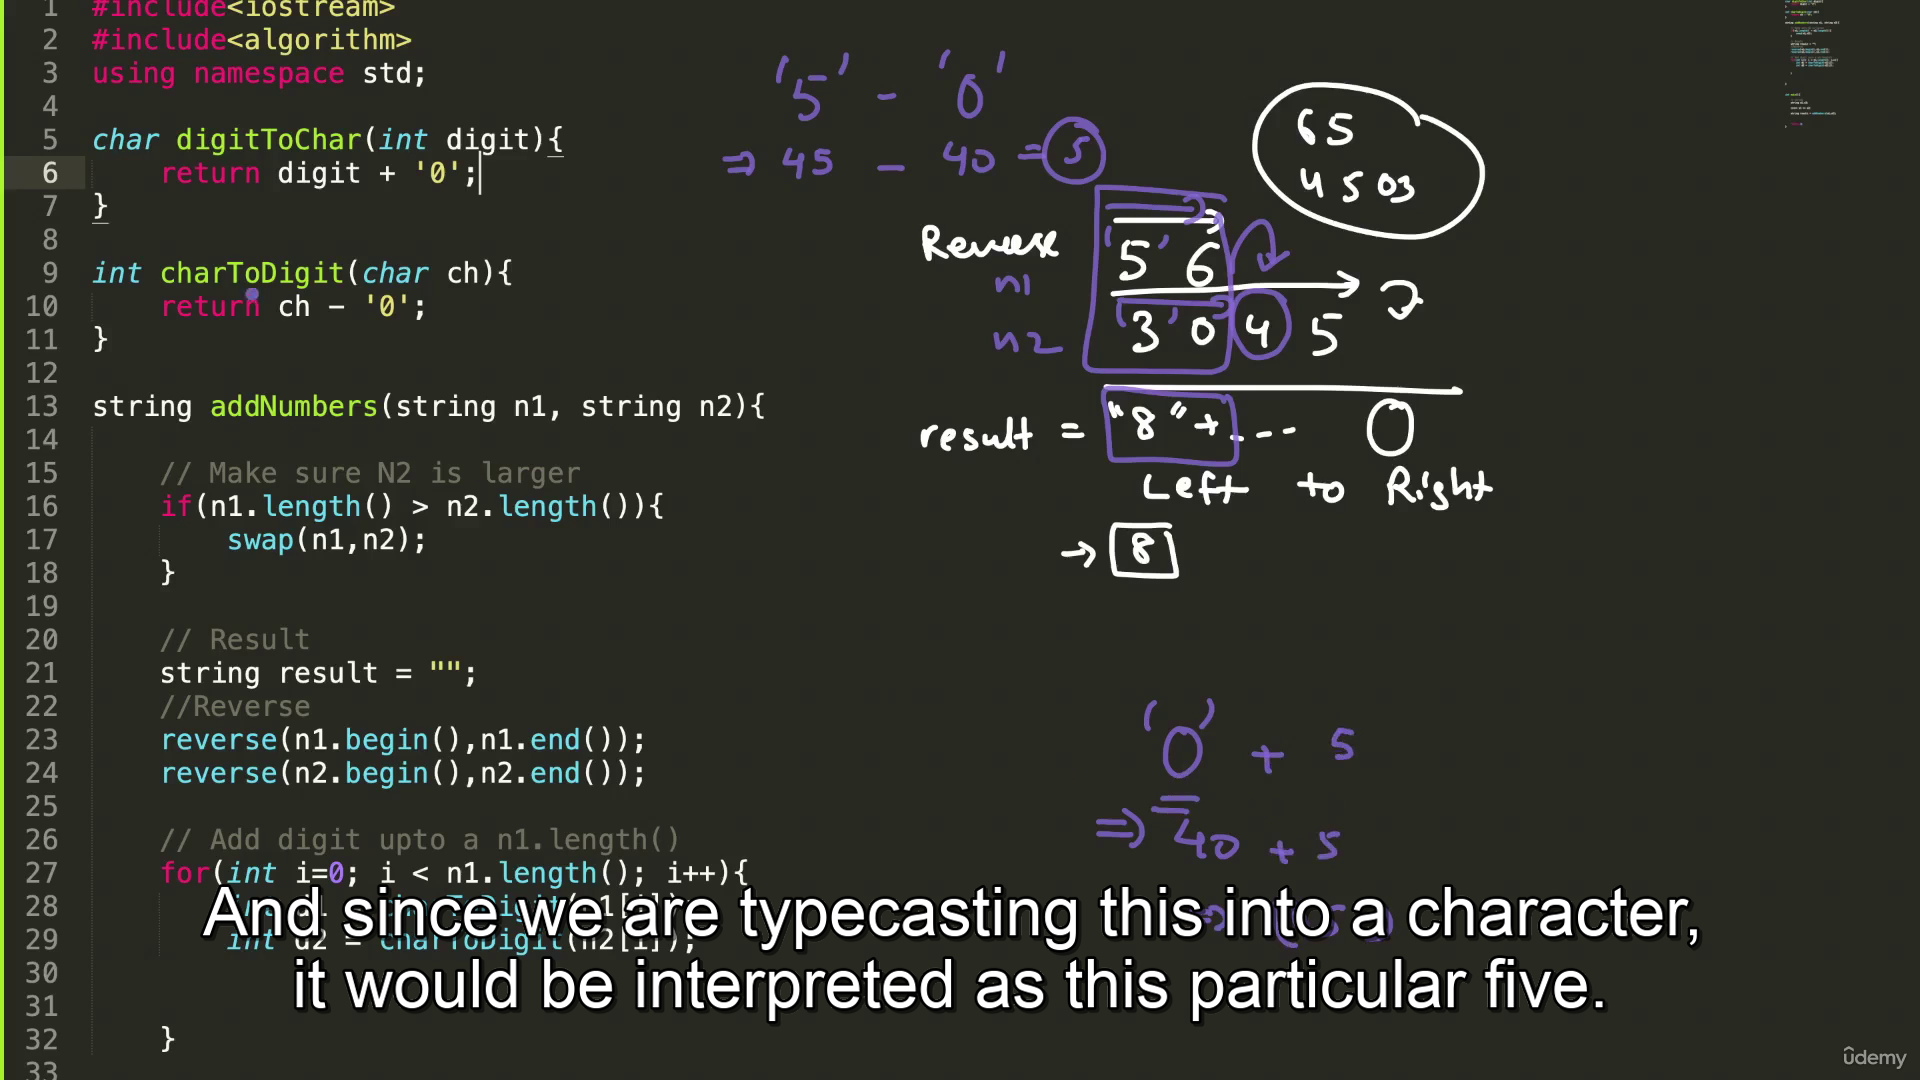 1 #include<iostream>
2 #include<algorithm>
3 using namespace std;
4
5 char digitToChar(int digit){
6 return digit + '0';
7 }
8
9 int charToDigit(char ch){
10 return ch - '0';
11 }
12
13 string addNumbers(string n1, string n2){
14
15 // Make sure N2 is larger
16 if(n1.length() > n2.length()){
17 swap(n1,n2);
18 }
19
20 // Result
21 string result = "";
22 //Reverse
23 reverse(n1.begin(),n1.end());
24 reverse(n2.begin(),n2.end());
25
26 // Add digit upto a n1.length()
27 for(int i=0; i < n1.length(); i++){
28
29 int d2 = charToDigit(n2[i]);
30
31
32 }
33
'5' - '0'
⇒ 45 - 40 = 5
65
4503
Reverse
n1 '5' 6
n2 '3' 0 4 5
result = "8" + ... 0
Left to Right
→ 8
'0' + 5
⇒ 40 + 5
And since we are typecasting this into a character,
it would be interpreted as this particular five.
udemy